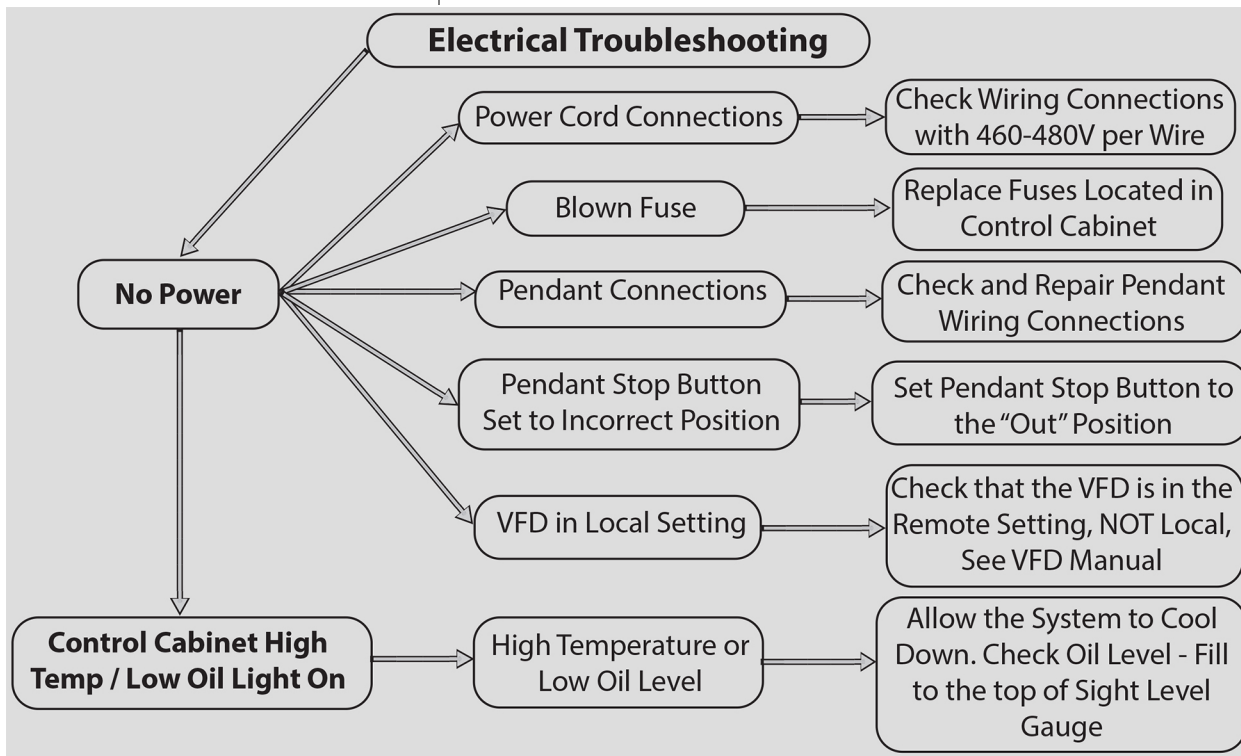 Electrical Troubleshooting
Power Cord Connections
Check Wiring Connections
with 460-480V per Wire
Blown Fuse
Replace Fuses Located in
Control Cabinet
No Power
Pendant Connections
Check and Repair Pendant
Wiring Connections
Pendant Stop Button
Set to Incorrect Position
Set Pendant Stop Button to
the “Out” Position
VFD in Local Setting
Check that the VFD is in the
Remote Setting, NOT Local,
See VFD Manual
Control Cabinet High
Temp / Low Oil Light On
High Temperature or
Low Oil Level
Allow the System to Cool
Down. Check Oil Level - Fill
to the top of Sight Level
Gauge